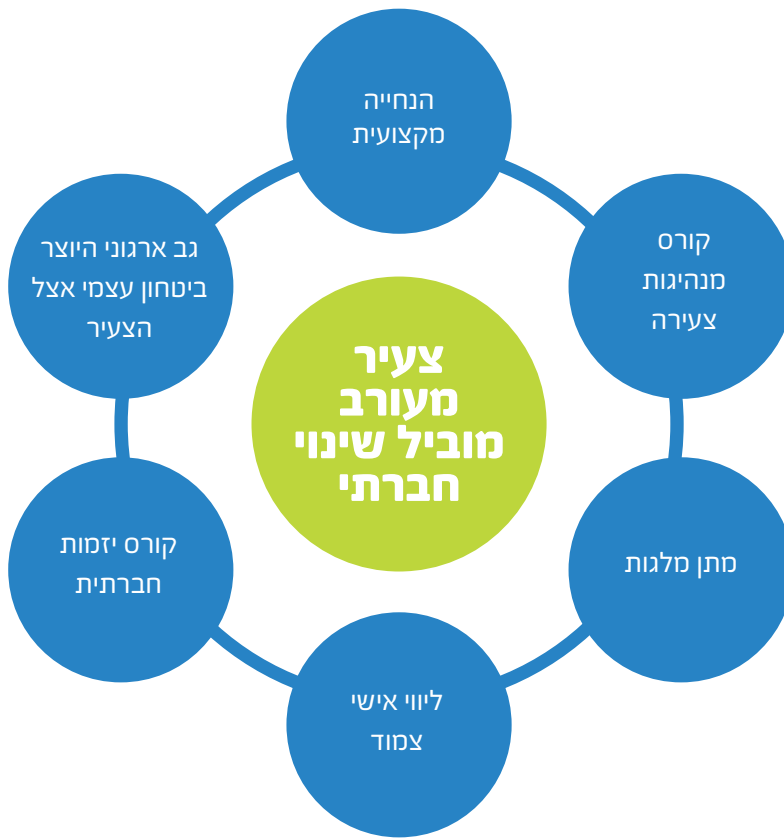 הנחייה
מקצועית
קורס
מנהיגות
צעירה
מתן מלגות
ליווי אישי
צמוד
קורס יזמות
חברתית
גב ארגוני היוצר
ביטחון עצמי אצל
הצעיר
צעיר
מעורב
מוביל שינוי
חברתי